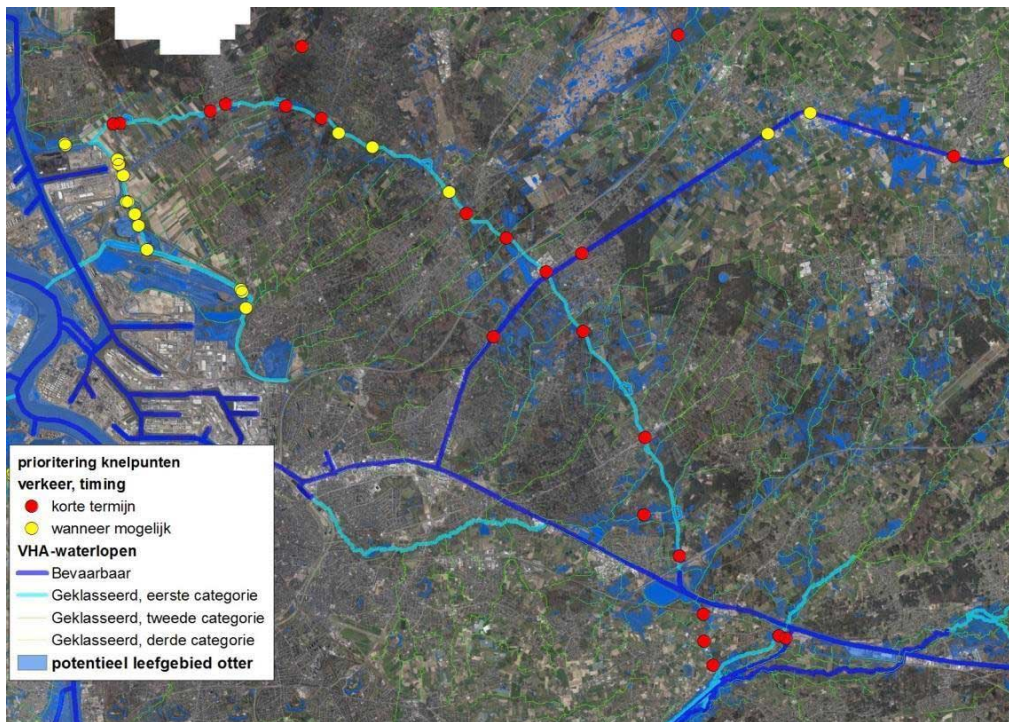 prioritering knelpunten
verkeer, timing
korte termijn
wanneer mogelijk
VHA-waterlopen
Bevaarbaar
Geklasseerd, eerste categorie
Geklasseerd, tweede categorie
Geklasseerd, derde categorie
potentieel leefgebied otter